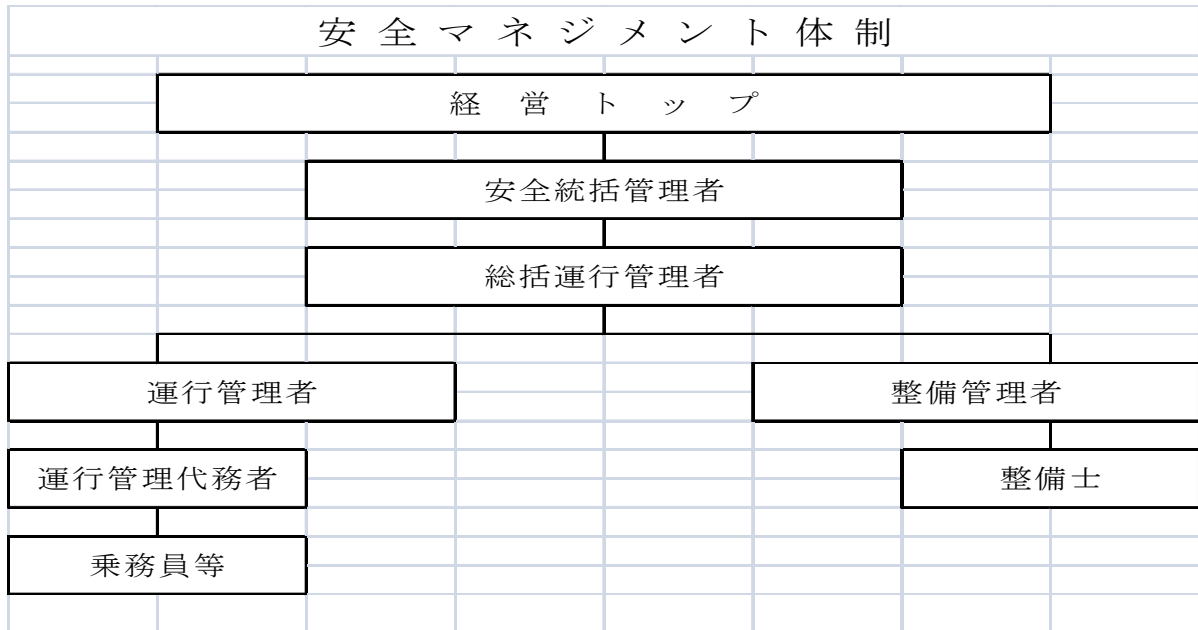 安全マネジメント体制
経営トップ
安全統括管理者
総括運行管理者
運行管理者 整備管理者
運行管理代務者 整備士
乗務員等